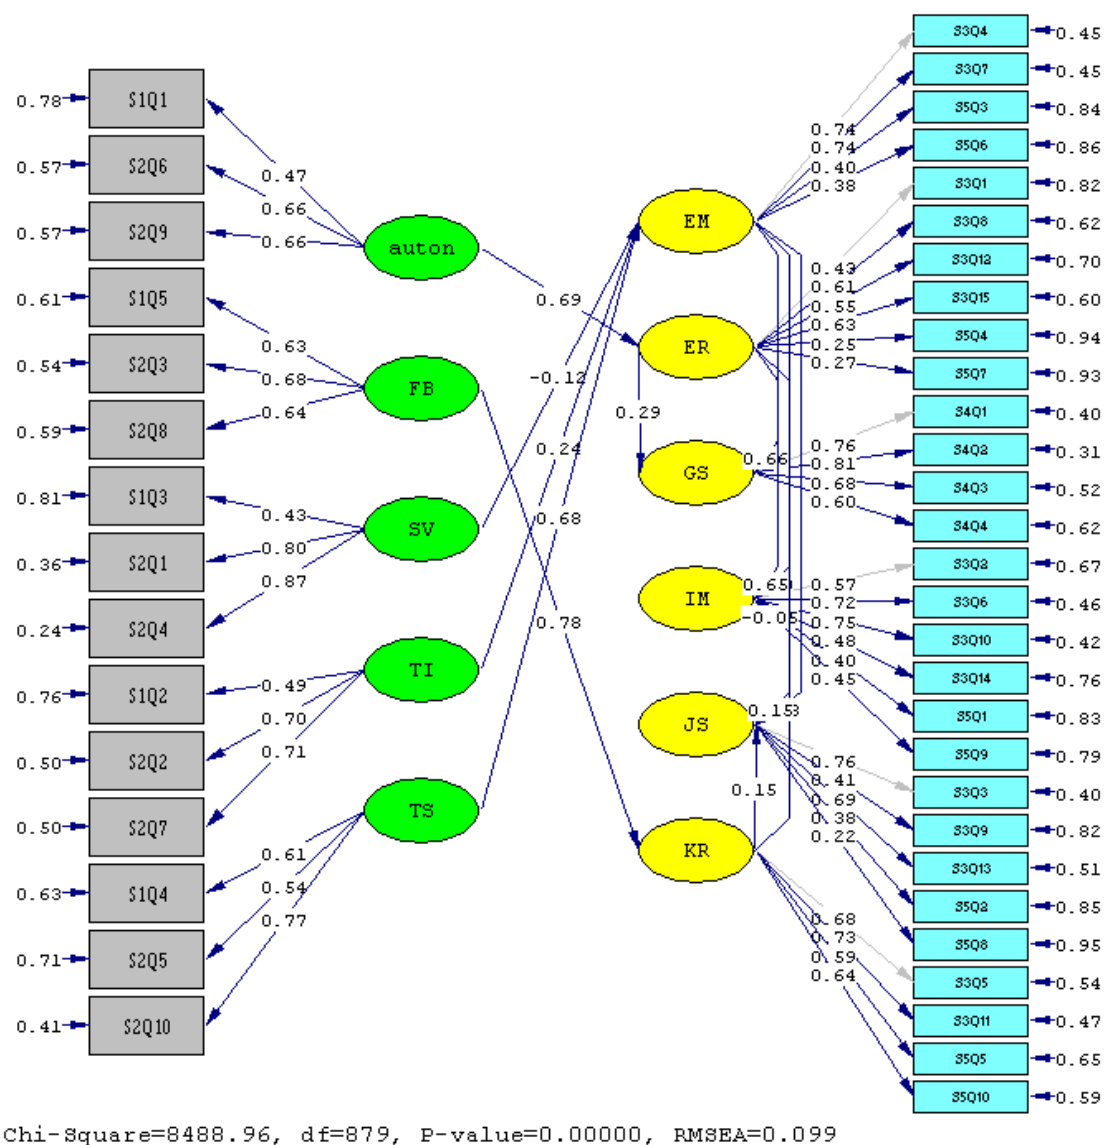 0.78 S1Q1
0.57 S2Q6
0.57 S2Q9
0.61 S1Q5
0.54 S2Q3
0.59 S2Q8
0.81 S1Q3
0.36 S2Q1
0.24 S2Q4
0.76 S1Q2
0.50 S2Q2
0.50 S2Q7
0.63 S1Q4
0.71 S2Q5
0.41 S2Q10
0.47
0.66
0.66
0.63
0.68
0.64
0.43
0.80
0.87
0.49
0.70
0.71
0.61
0.54
0.77
auton
FB
SV
TI
TS
0.69
-0.12
0.24
0.68
0.78
0.29
EM
ER
GS
IM
JS
KR
0.66
0.65
-0.05
0.15
0.15
0.74
0.74
0.40
0.38
0.43
0.61
0.55
0.63
0.25
0.27
0.76
0.81
0.68
0.60
0.57
0.72
0.75
0.48
0.40
0.45
0.76
0.41
0.69
0.38
0.22
0.68
0.73
0.59
0.64
S3Q4 0.45
S3Q7 0.45
S5Q3 0.84
S5Q6 0.86
S3Q1 0.82
S3Q8 0.62
S3Q12 0.70
S3Q15 0.60
S5Q4 0.94
S5Q7 0.93
S4Q1 0.40
S4Q2 0.31
S4Q3 0.52
S4Q4 0.62
S3Q2 0.67
S3Q6 0.46
S3Q10 0.42
S3Q14 0.76
S5Q1 0.83
S5Q9 0.79
S3Q3 0.40
S3Q9 0.82
S3Q13 0.51
S5Q2 0.85
S5Q8 0.95
S3Q5 0.54
S3Q11 0.47
S5Q5 0.65
S5Q10 0.59
Chi-Square=8488.96, df=879, P-value=0.00000, RMSEA=0.099